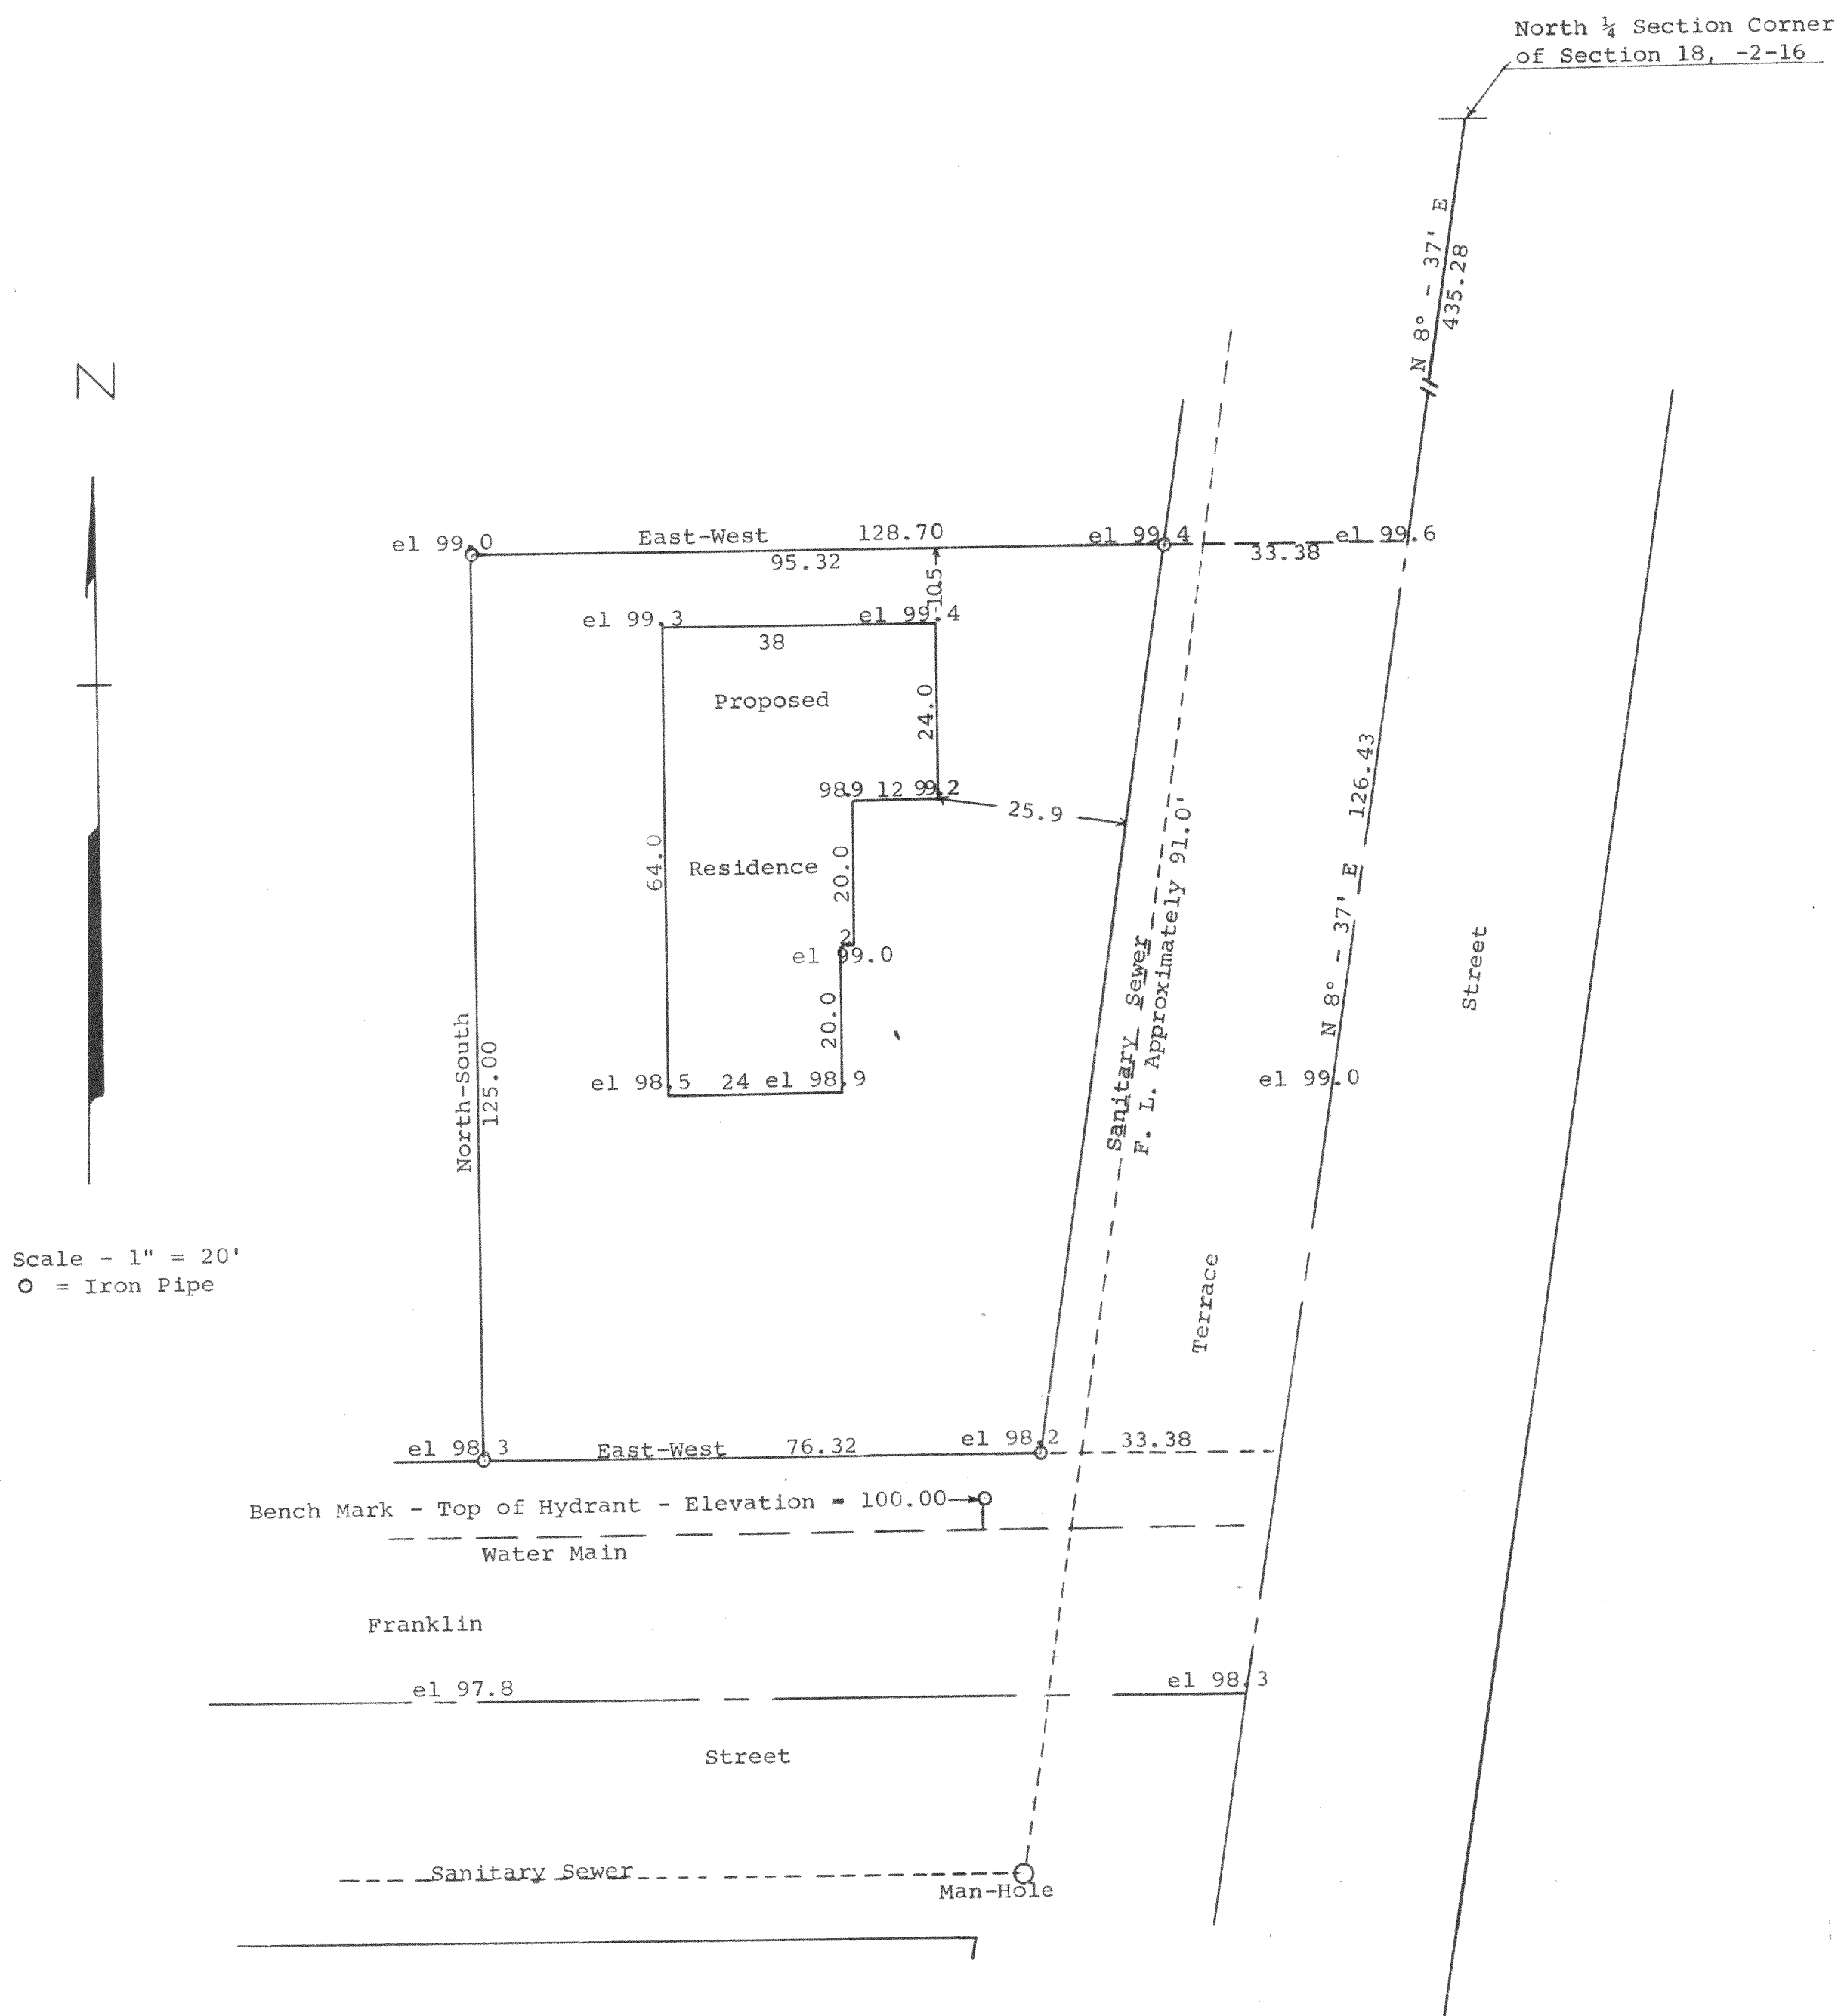 North ¼ Section Corner
of Section 18, -2-16
N 8° - 37' E
435.28
N
East-West 128.70
el 99.0
95.32
el 99.4
33.38
el 99.6
10.5
el 99.3
el 99.4
38
Proposed
24.0
98.9 12 99.2
25.9
64.0
Residence
20.0
2
el 99.0
20.0
el 98.5 24 el 98.9
North-South
125.00
Sanitary Sewer
F. L. Approximately 91.0'
N 8° - 37' E 126.43
el 99.0
Street
Terrace
Scale - 1" = 20'
O = Iron Pipe
el 98.3
East-West 76.32
el 98.2
33.38
Bench Mark - Top of Hydrant - Elevation = 100.00
Water Main
Franklin
el 97.8
el 98.3
Street
Sanitary Sewer
Man-Hole